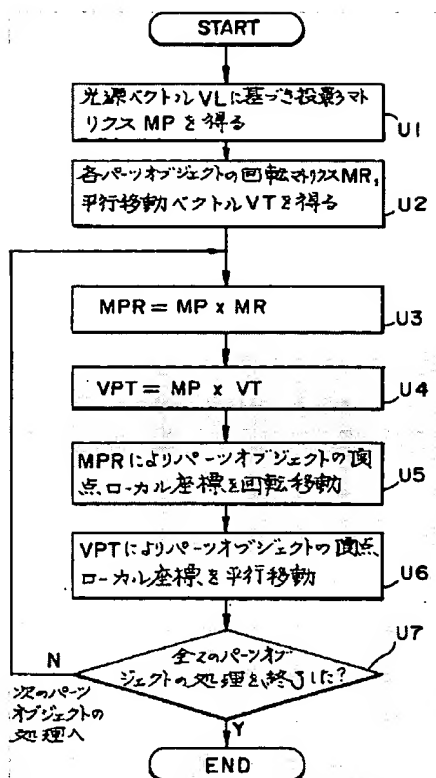 START
光源ベクトルVLに基づき投影マト
リクスMPを得る
U1
各パーツオブジェクトの回転マトリクスMR,
平行移動ベクトルVTを得る
U2
MPR = MP x MR
U3
VPT = MP x VT
U4
MPRによりパーツオブジェクトの頂
点ローカル座標を回転移動
U5
VPTによりパーツオブジェクトの頂点
ローカル座標を平行移動
U6
U7
全てのパーツオブ
ジェクトの処理を終了した?
N
次のパーツ
オブジェクトの
処理へ
Y
END